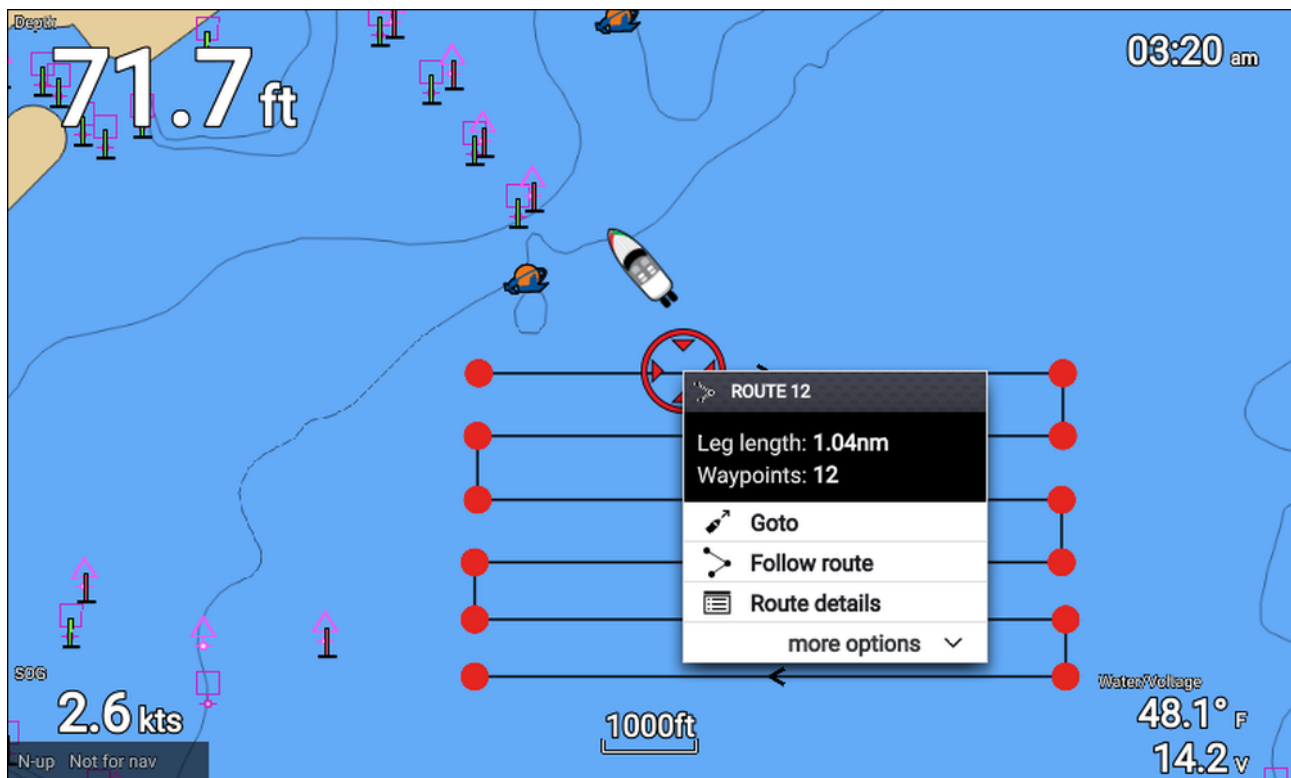 Depth
71.7 ft
03:20 am
ROUTE 12
Leg length: 1.04nm
Waypoints: 12
Goto
Follow route
Route details
more options
SOG
2.6 kts
1000ft
Water/Voltage
48.1° F
14.2 v
N-up Not for nav